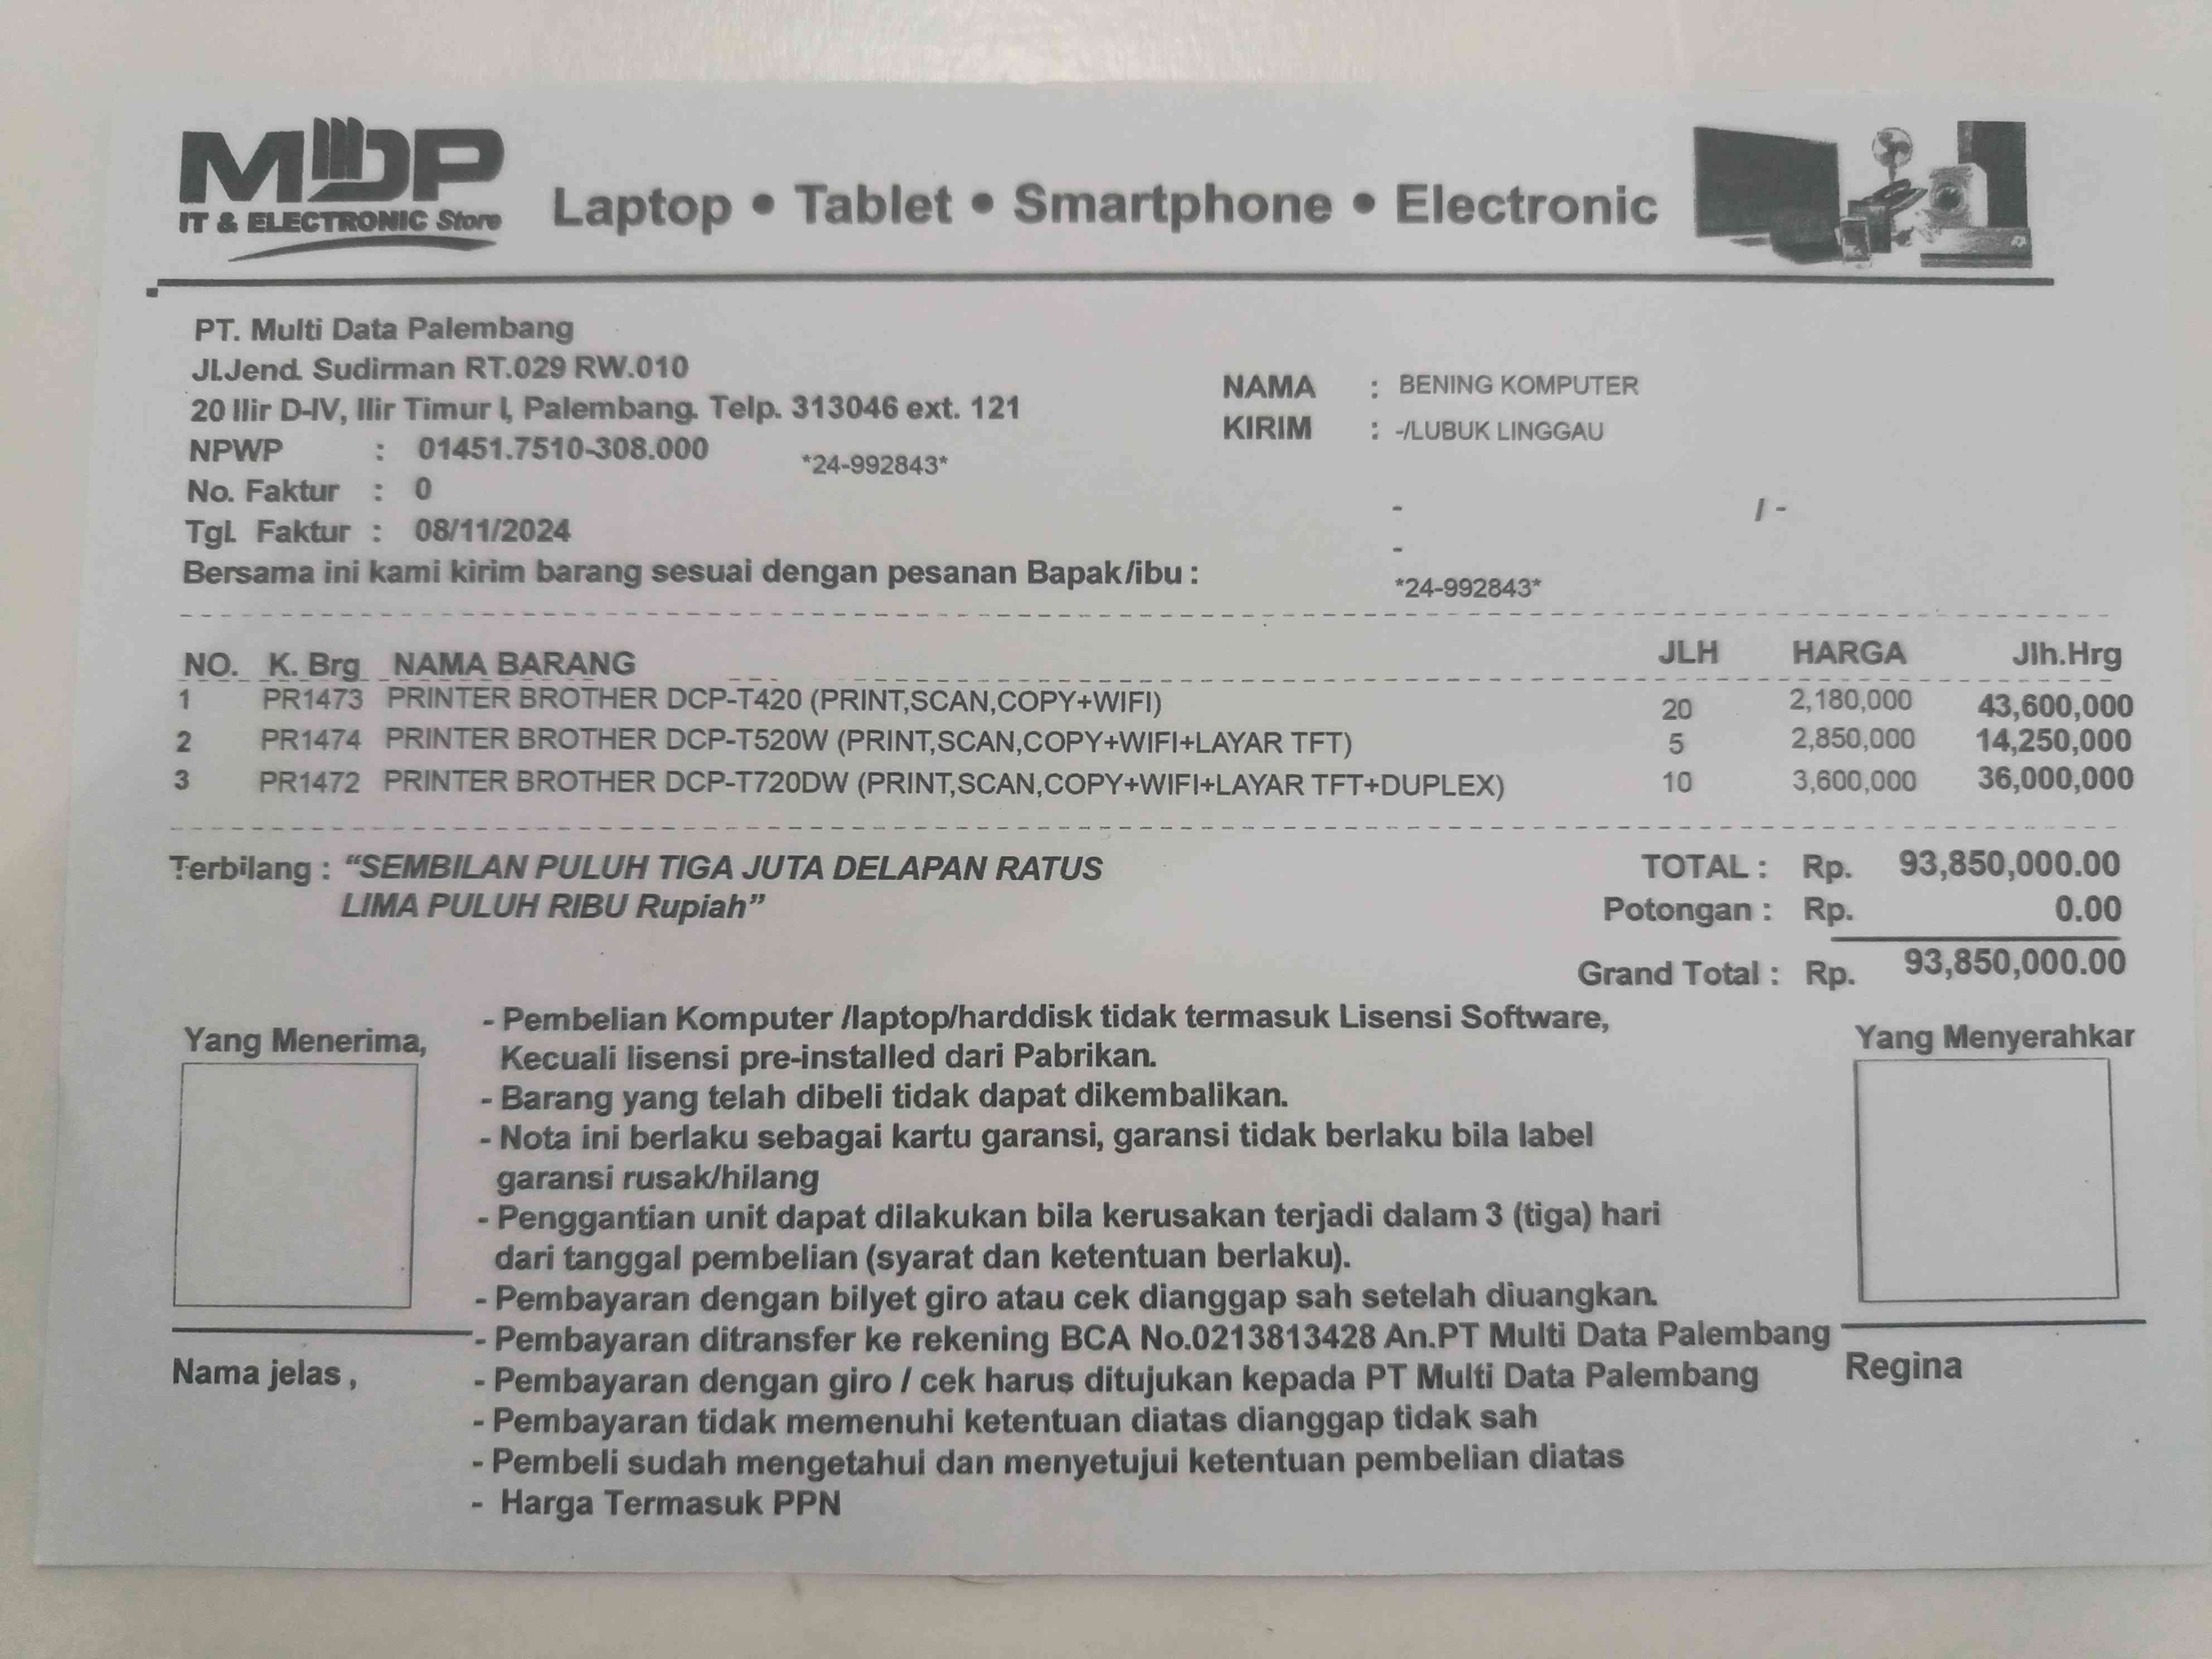 MDP
IT & ELECTRONIC Store
Laptop • Tablet • Smartphone • Electronic
PT. Multi Data Palembang
Jl.Jend. Sudirman RT.029 RW.010
20 Ilir D-IV, Ilir Timur I, Palembang. Telp. 313046 ext. 121
NPWP : 01451.7510-308.000 *24-992843*
No. Faktur : 0
Tgl. Faktur : 08/11/2024
NAMA : BENING KOMPUTER
KIRIM : -/LUBUK LINGGAU
- / -
-
*24-992843*
Bersama ini kami kirim barang sesuai dengan pesanan Bapak/ibu :
NO. K. Brg NAMA BARANG JLH HARGA Jlh.Hrg
1 PR1473 PRINTER BROTHER DCP-T420 (PRINT,SCAN,COPY+WIFI) 20 2,180,000 43,600,000
2 PR1474 PRINTER BROTHER DCP-T520W (PRINT,SCAN,COPY+WIFI+LAYAR TFT) 5 2,850,000 14,250,000
3 PR1472 PRINTER BROTHER DCP-T720DW (PRINT,SCAN,COPY+WIFI+LAYAR TFT+DUPLEX) 10 3,600,000 36,000,000
Terbilang : “SEMBILAN PULUH TIGA JUTA DELAPAN RATUS
LIMA PULUH RIBU Rupiah”
TOTAL : Rp. 93,850,000.00
Potongan : Rp. 0.00
Grand Total : Rp. 93,850,000.00
Yang Menerima,
Nama jelas ,
- Pembelian Komputer /laptop/harddisk tidak termasuk Lisensi Software,
Kecuali lisensi pre-installed dari Pabrikan.
- Barang yang telah dibeli tidak dapat dikembalikan.
- Nota ini berlaku sebagai kartu garansi, garansi tidak berlaku bila label
garansi rusak/hilang
- Penggantian unit dapat dilakukan bila kerusakan terjadi dalam 3 (tiga) hari
dari tanggal pembelian (syarat dan ketentuan berlaku).
- Pembayaran dengan bilyet giro atau cek dianggap sah setelah diuangkan.
- Pembayaran ditransfer ke rekening BCA No.0213813428 An.PT Multi Data Palembang
- Pembayaran dengan giro / cek harus ditujukan kepada PT Multi Data Palembang
- Pembayaran tidak memenuhi ketentuan diatas dianggap tidak sah
- Pembeli sudah mengetahui dan menyetujui ketentuan pembelian diatas
- Harga Termasuk PPN
Yang Menyerahkar
Regina